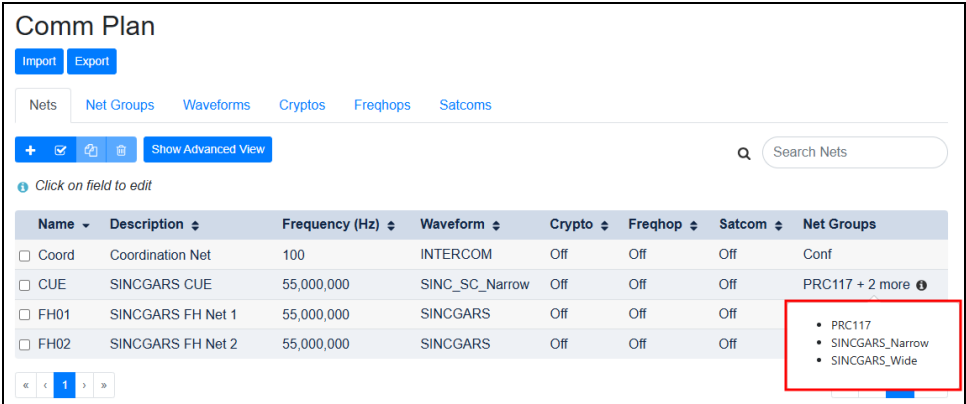 Comm Plan
Import Export
Nets Net Groups Waveforms Cryptos Freqhops Satcoms
+ Show Advanced View Search Nets
Click on field to edit
Name Description Frequency (Hz) Waveform Crypto Freqhop Satcom Net Groups
Coord Coordination Net 100 INTERCOM Off Off Off Conf
CUE SINCGARS CUE 55,000,000 SINC_SC_Narrow Off Off Off PRC117 + 2 more
FH01 SINCGARS FH Net 1 55,000,000 SINCGARS Off Off Off
FH02 SINCGARS FH Net 2 55,000,000 SINCGARS Off Off Off
• PRC117
• SINCGARS_Narrow
• SINCGARS_Wide
« ‹ 1 › »